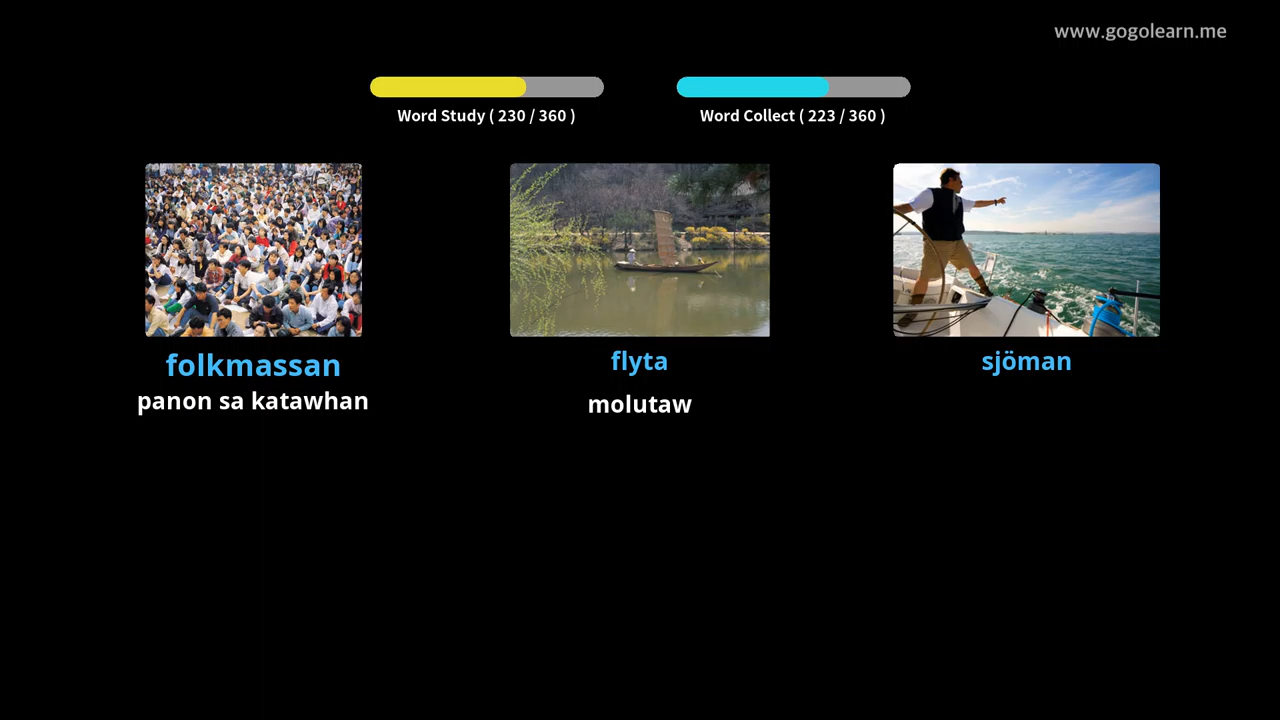 www.gogolearn.me
Word Study ( 230 / 360 )
Word Collect ( 223 / 360 )
folkmassan
panon sa katawhan
flyta
molutaw
sjöman